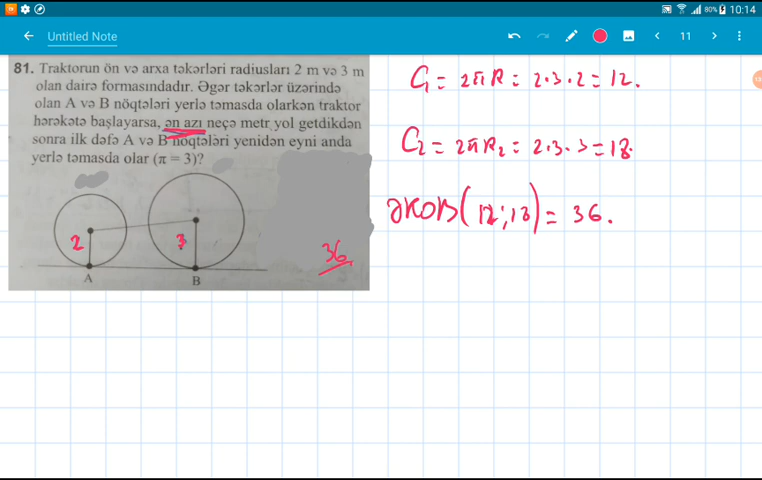 80% 10:14
Untitled Note
11
81. Traktorun ön və arxa təkərləri radiusları 2 m və 3 m
olan dairə formasındadır. Əgər təkərlər üzərində
olan A və B nöqtələri yerlə təmasda olarkən traktor
hərəkətə başlayarsa, ən azı neçə metr yol getdikdən
sonra ilk dəfə A və B nöqtələri yenidən eyni anda
yerlə təmasda olar (π = 3)?
2
3
36
A
B
C₁ = 2πR = 2·3·2 = 12.
C₂ = 2πR₂ = 2·3·3 = 18.
ƏKOB(12; 18) = 36.